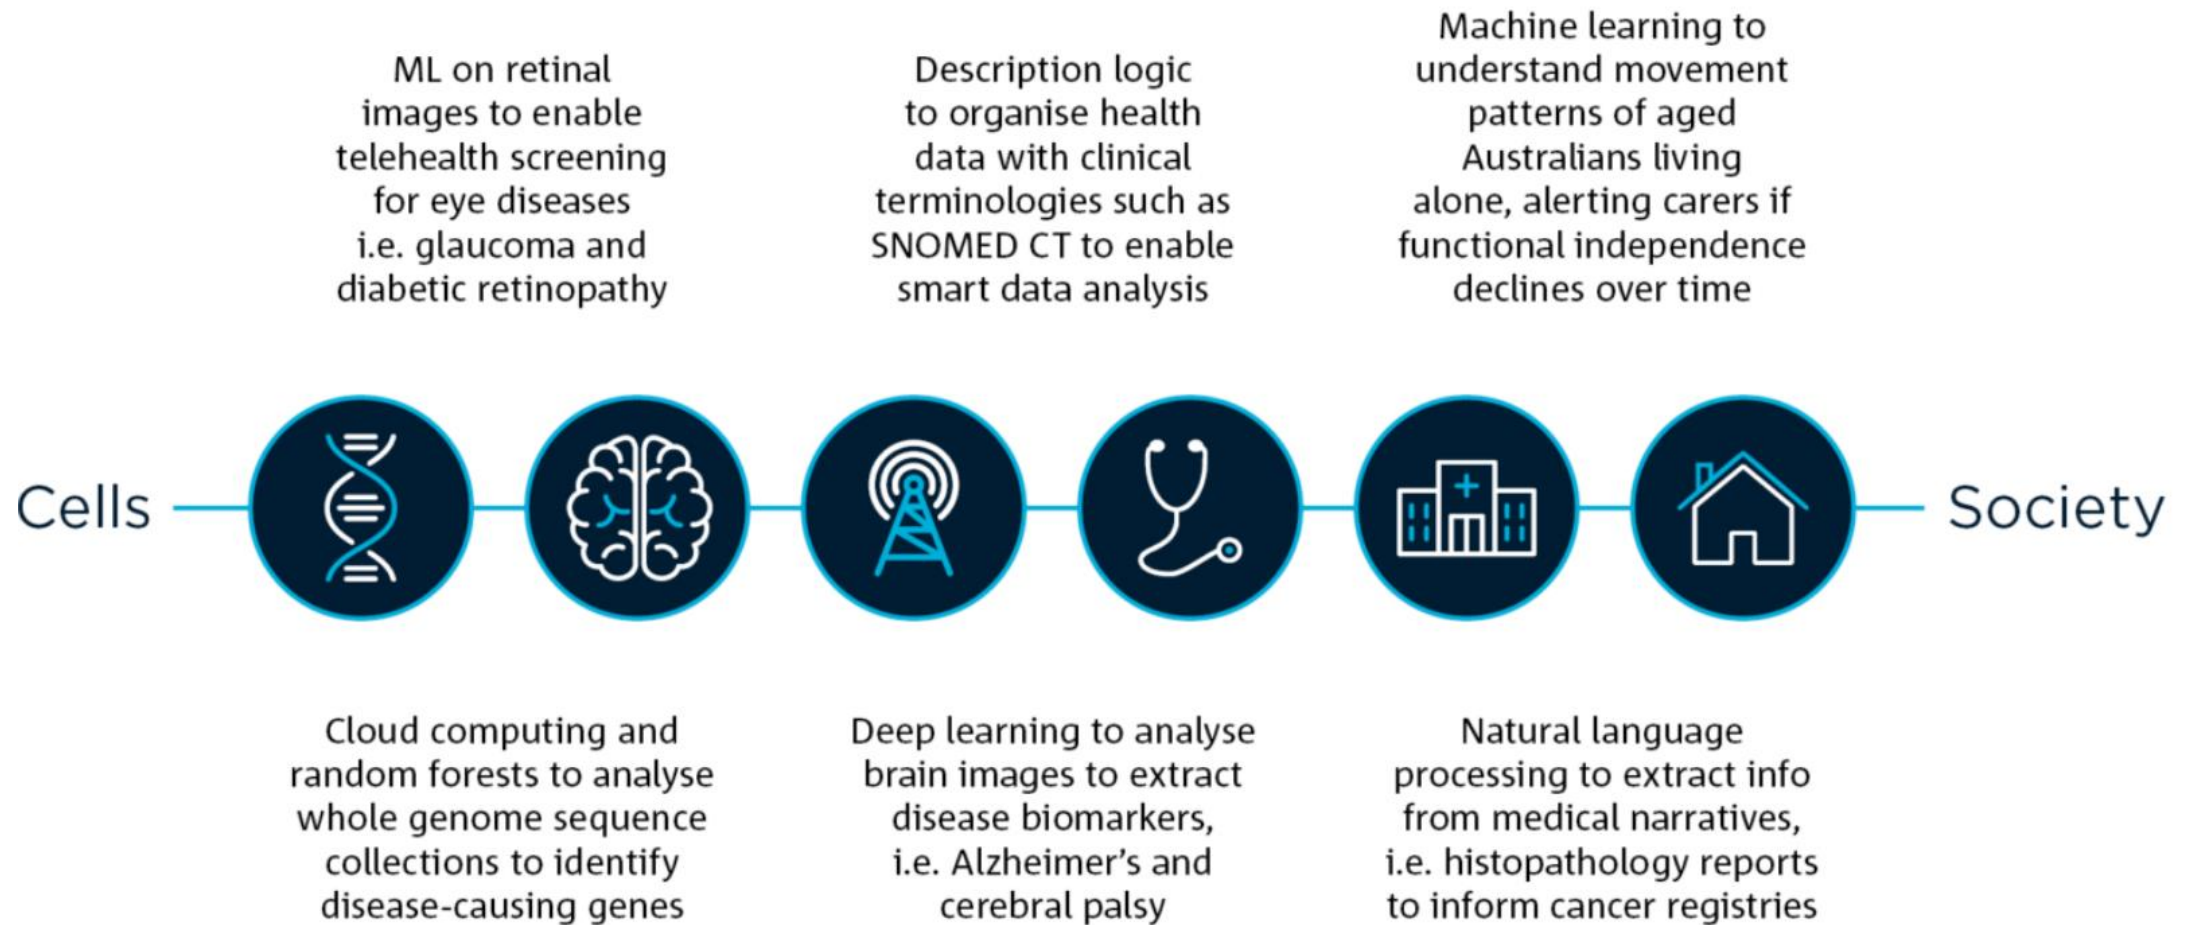 ML on retinal
images to enable
telehealth screening
for eye diseases
i.e. glaucoma and
diabetic retinopathy
Description logic
to organise health
data with clinical
terminologies such as
SNOMED CT to enable
smart data analysis
Machine learning to
understand movement
patterns of aged
Australians living
alone, alerting carers if
functional independence
declines over time
Cells
Society
Cloud computing and
random forests to analyse
whole genome sequence
collections to identify
disease-causing genes
Deep learning to analyse
brain images to extract
disease biomarkers,
i.e. Alzheimer’s and
cerebral palsy
Natural language
processing to extract info
from medical narratives,
i.e. histopathology reports
to inform cancer registries